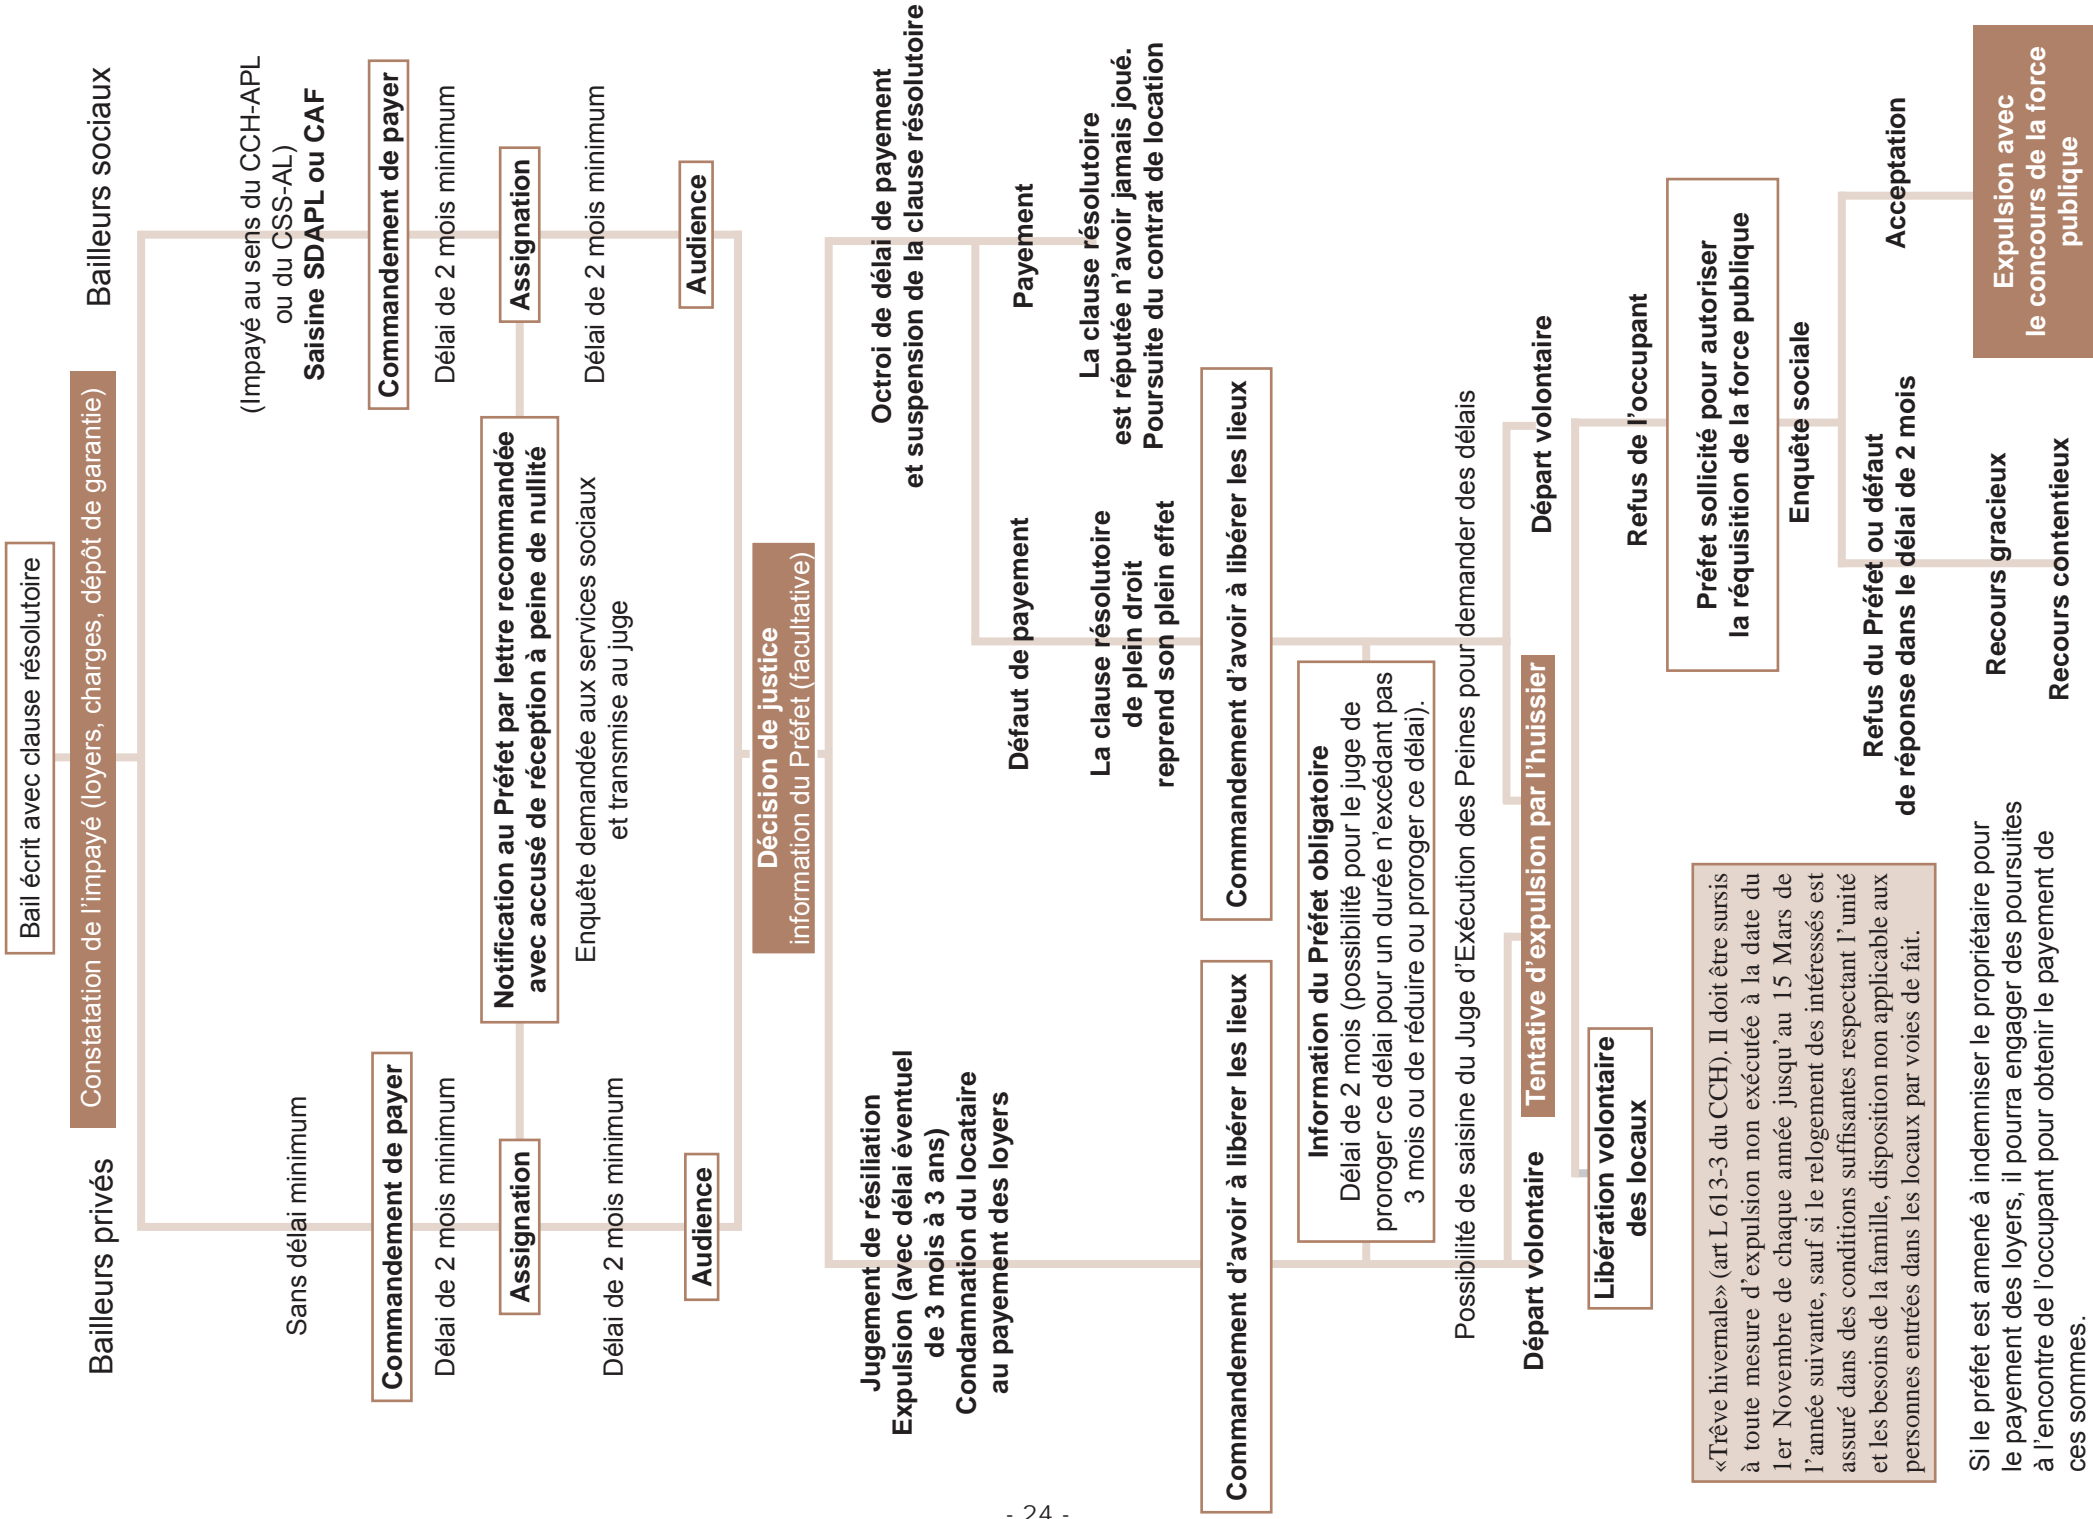 Bail écrit avec clause résolutoire
Bailleurs privés
Constatation de l'impayé (loyers, charges, dépôt de garantie)
Bailleurs sociaux
Sans délai minimum
(Impayé au sens du CCH-APL
ou du CSS-AL)
Saisine SDAPL ou CAF
Commandement de payer
Commandement de payer
Délai de 2 mois minimum
Délai de 2 mois minimum
Assignation
Notification au Préfet par lettre recommandée
avec accusé de réception à peine de nullité
Assignation
Enquête demandée aux services sociaux
et transmise au juge
Délai de 2 mois minimum
Délai de 2 mois minimum
Audience
Audience
Décision de justice
information du Préfet (facultative)
Jugement de résiliation
Expulsion (avec délai éventuel
de 3 mois à 3 ans)
Condamnation du locataire
au payement des loyers
Octroi de délai de payement
et suspension de la clause résolutoire
Défaut de payement
Payement
La clause résolutoire
de plein droit
reprend son plein effet
La clause résolutoire
est réputée n'avoir jamais joué.
Poursuite du contrat de location
Commandement d'avoir à libérer les lieux
Commandement d'avoir à libérer les lieux
Information du Préfet obligatoire
Délai de 2 mois (possibilité pour le juge de
proroger ce délai pour un durée n'excédant pas
3 mois ou de réduire ou proroger ce délai).
Possibilité de saisine du Juge d'Exécution des Peines pour demander des délais
Départ volontaire
Tentative d'expulsion par l'huissier
Départ volontaire
Libération volontaire
des locaux
Refus de l'occupant
Préfet sollicité pour autoriser
la réquisition de la force publique
Enquête sociale
Refus du Préfet ou défaut
de réponse dans le délai de 2 mois
Acceptation
Recours gracieux
Recours contentieux
Expulsion avec
le concours de la force
publique
«Trêve hivernale» (art L 613-3 du CCH). Il doit être sursis
à toute mesure d'expulsion non exécutée à la date du
1er Novembre de chaque année jusqu'au 15 Mars de
l'année suivante, sauf si le relogement des intéressés est
assuré dans des conditions suffisantes respectant l'unité
et les besoins de la famille, disposition non applicable aux
personnes entrées dans les locaux par voies de fait.
Si le préfet est amené à indemniser le propriétaire pour
le payement des loyers, il pourra engager des poursuites
à l'encontre de l'occupant pour obtenir le payement de
ces sommes.
- 24 -